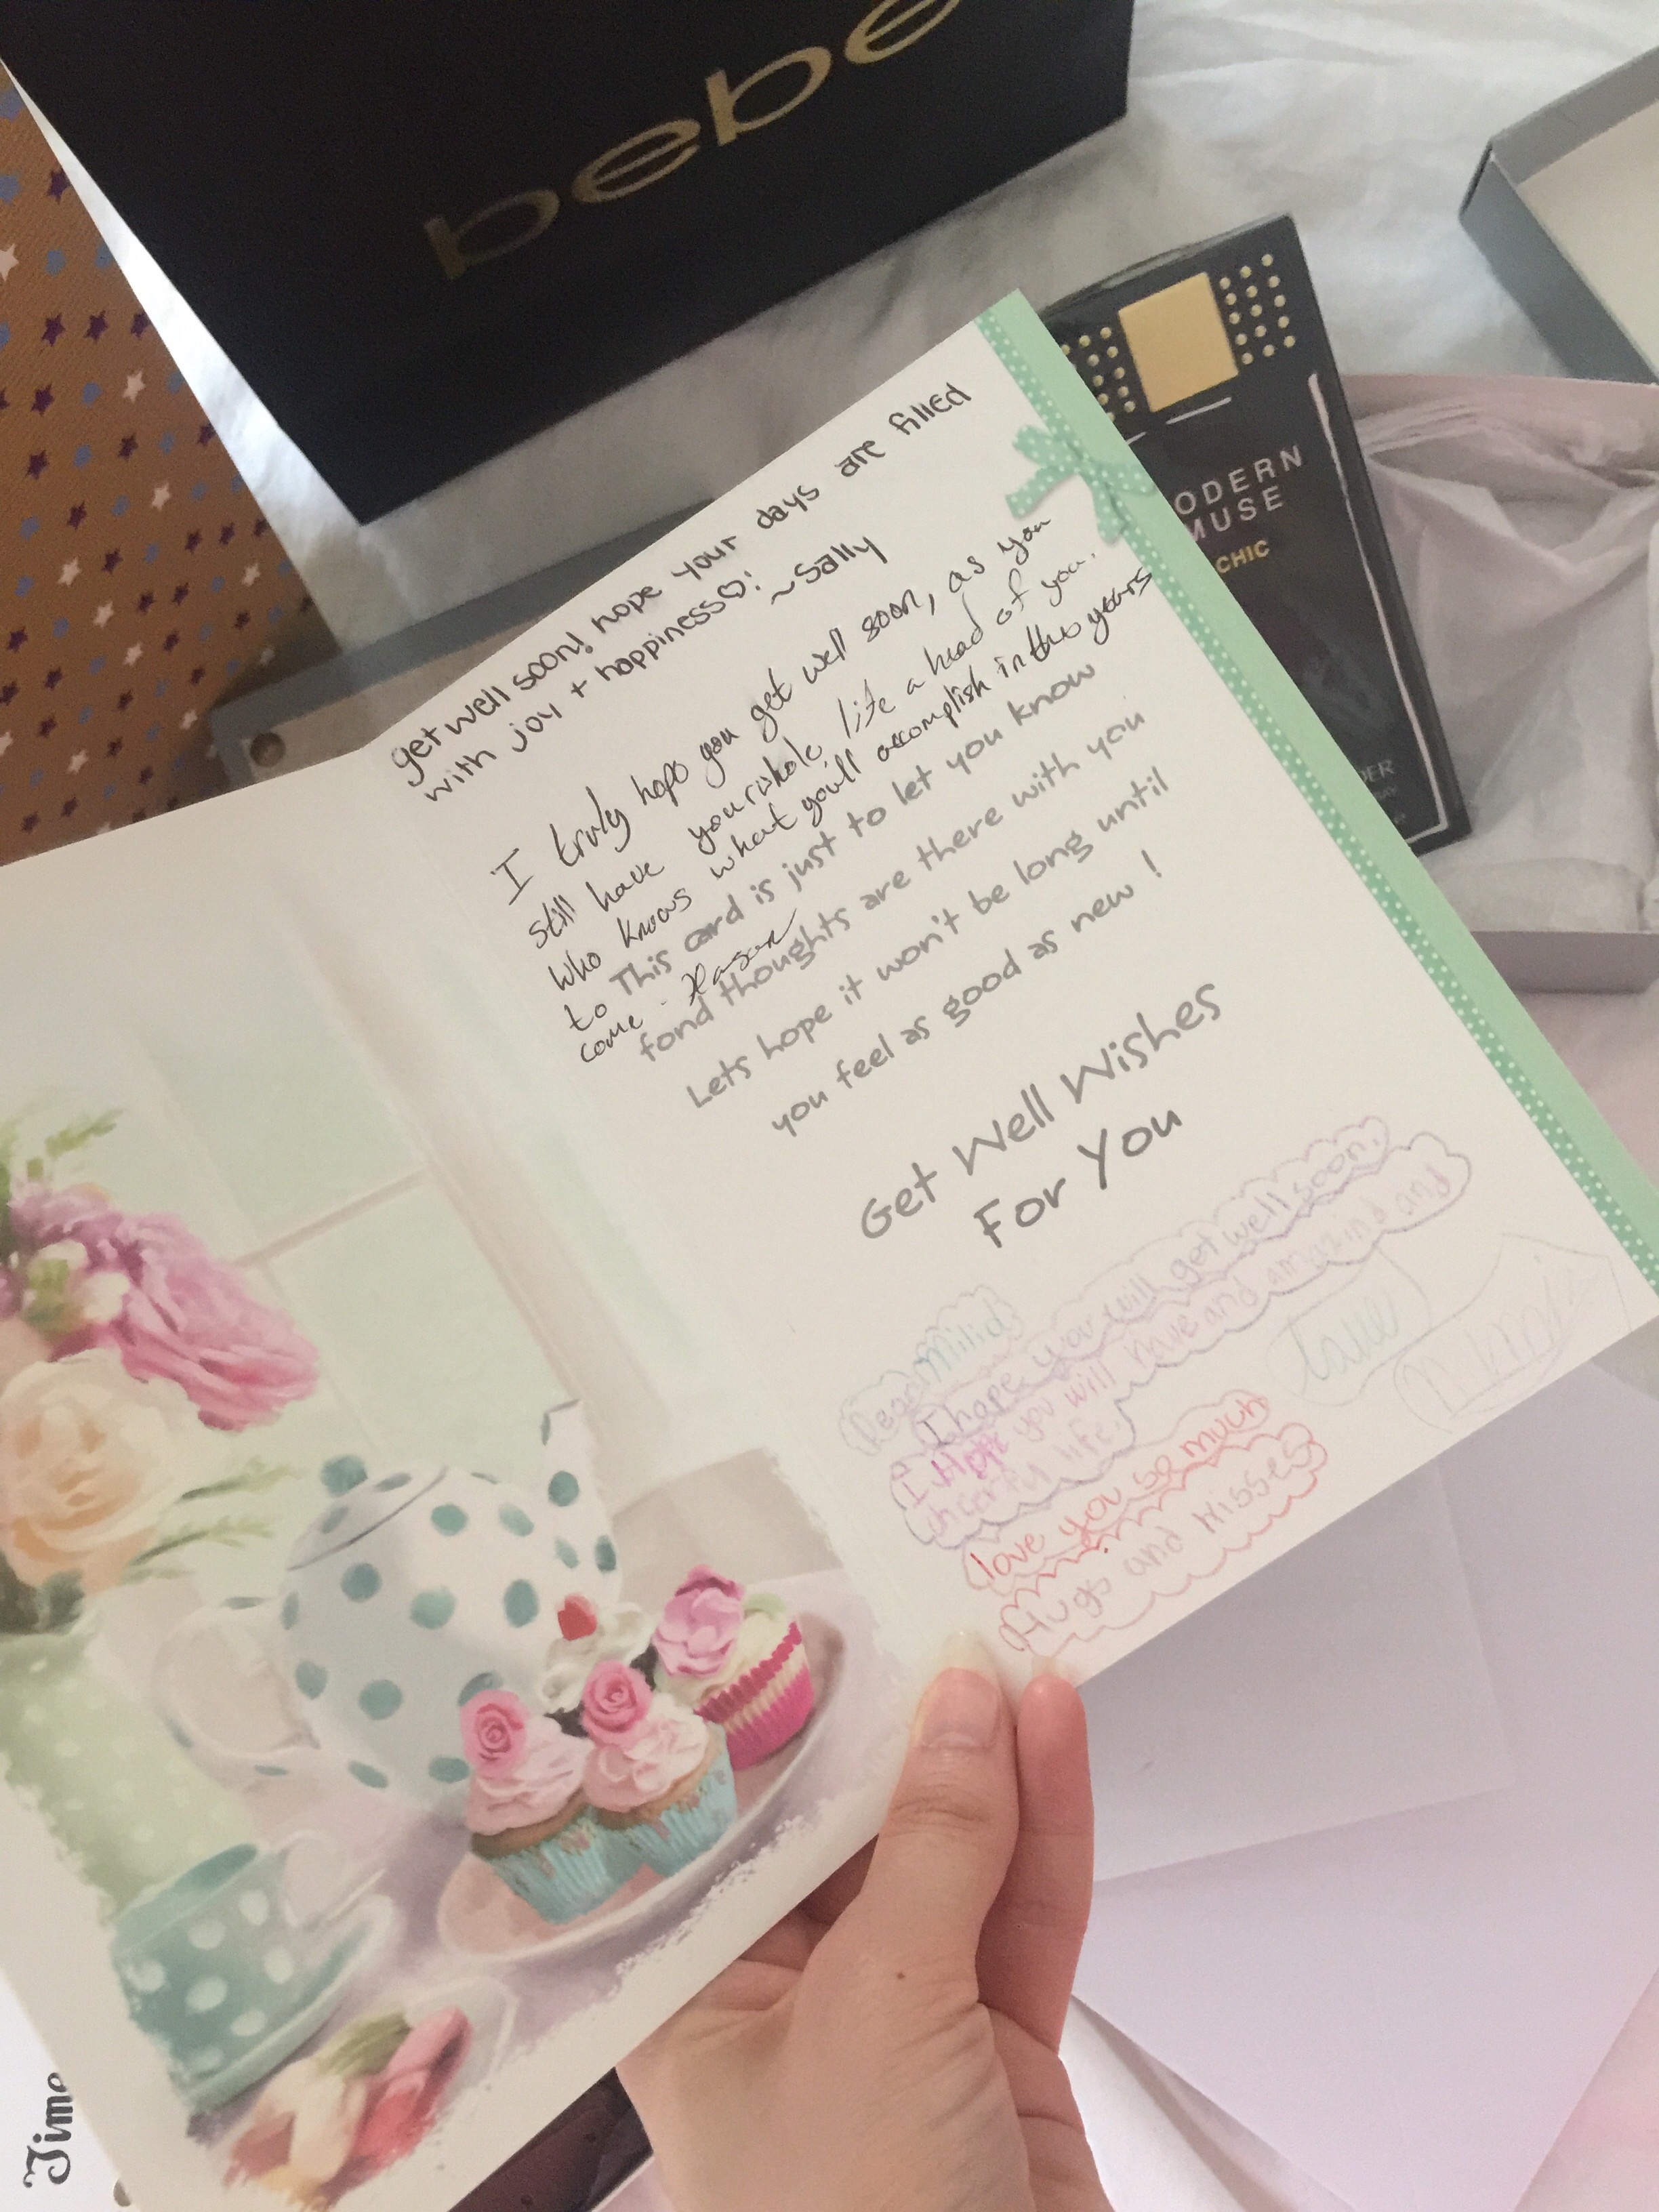 bebe
ODERN
MUSE
CHIC
DER
get well soon! hope your days are filled
with joy + happiness♡! ~Sally
I truly hope you get well soon, as you
still have your whole life a head of you.
Who knows what you'll accomplish in the years
to
come -
This card is just to let you know
fond thoughts are there with you
Lets hope it won't be long until
you feel as good as new!
Get Well Wishes
For You
Dear
I hope you will get well soon.
I Hope you will have and amazind and
cheerful life.
love you so much
Hugs and Kisses
Time